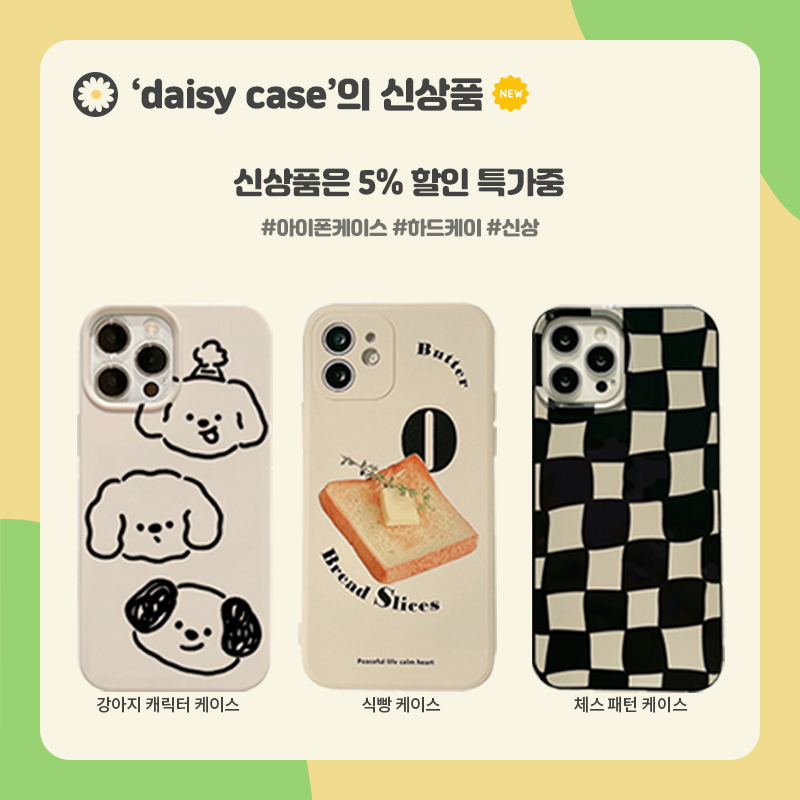 ‘daisy case’의 신상품 NEW
신상품은 5% 할인 특가중
#아이폰케이스 #하드케이 #신상
Butter
Bread Slices
Peaceful life calm heart
강아지 캐릭터 케이스
식빵 케이스
체스 패턴 케이스